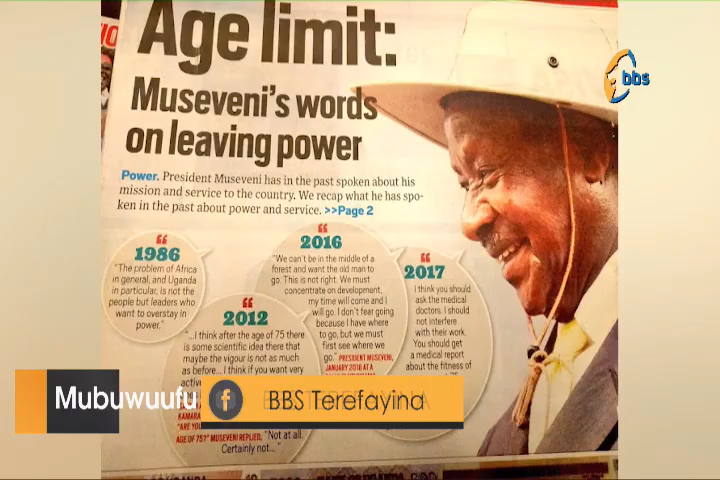 Age limit:
Museveni's words
on leaving power
Power. President Museveni has in the past spoken about his
mission and service to the country. We recap what he has spo-
ken in the past about power and service. >>Page 2
bbs
1986
"The problem of Africa
in general, and Uganda
in particular, is not the
people but leaders who
want to overstay in
power."
2012
"...I think after the age of 75 there
is some scientific idea there that
maybe the vigour is not as much
as before... I think if you want very
AGE OF 75?" MUSEVENI REPLIED, "Not at all.
Certainly not..."
2016
"We can't be in the middle of a
forest and want the old man to
go. This is not right. We must
concentrate on development,
my time will come and I
will go. I don't fear going
because I have where
to go, but we must
first see where we
go." PRESIDENT MUSEVENI,
JANUARY 2016 AT A
2017
I think you should
ask the medical
doctors. I should
not interfere
with their work.
You should get
a medical report
about the fitness of
Mubuwuufu
f
BBS Terefayina